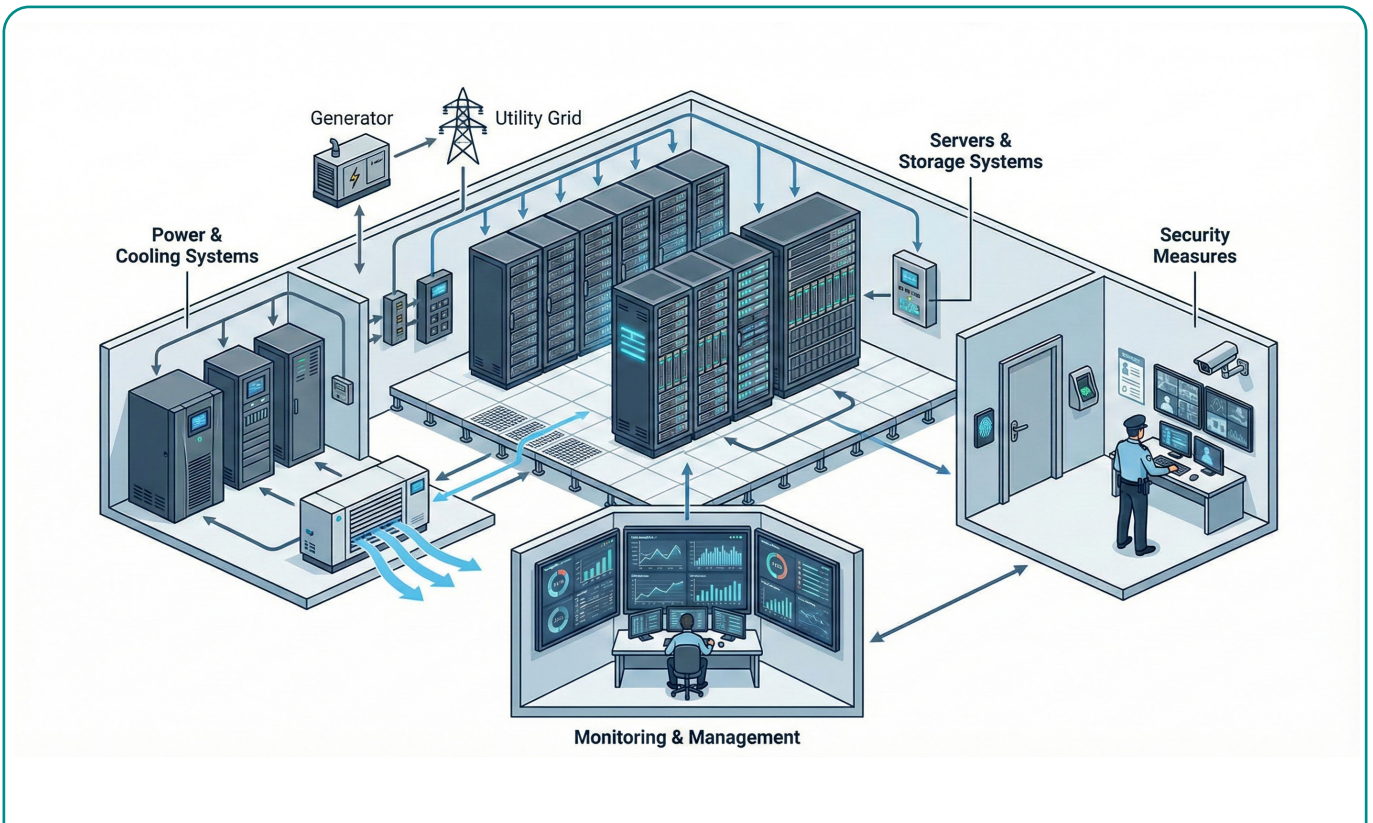 Generator
Utility Grid
Servers &
Storage Systems
Power &
Cooling Systems
Security
Measures
Monitoring & Management